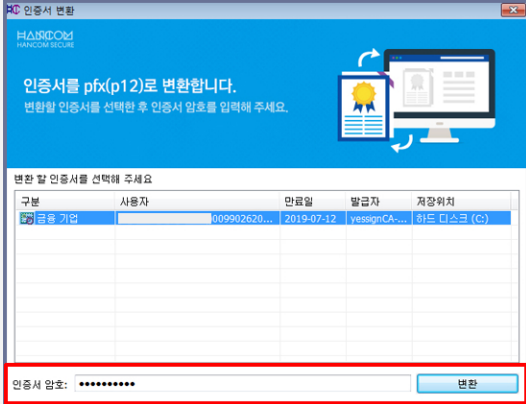 인증서 변환
HANCOM
HANCOM SECURE
인증서를 pfx(p12)로 변환합니다.
변환할 인증서를 선택한 후 인증서 암호를 입력해 주세요.
변환 할 인증서를 선택해 주세요
구분 사용자 만료일 발급자 저장위치
금융 기업 009902620... 2019-07-12 yessignCA-... 하드 디스크 (C:)
인증서 암호: ●●●●●●●●●● 변환